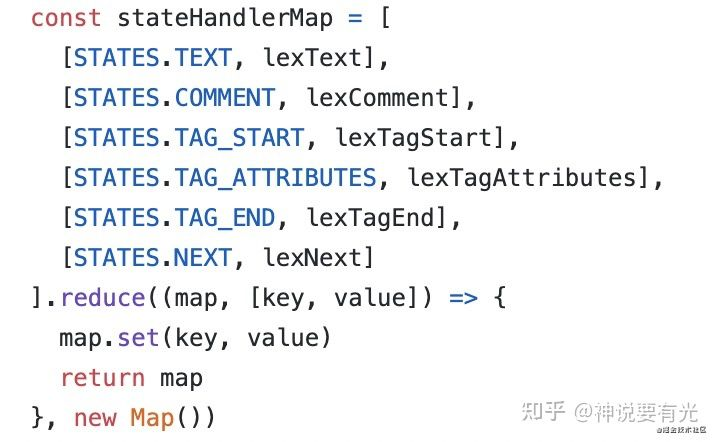 const stateHandlerMap = [
  [STATES.TEXT, lexText],
  [STATES.COMMENT, lexComment],
  [STATES.TAG_START, lexTagStart],
  [STATES.TAG_ATTRIBUTES, lexTagAttributes],
  [STATES.TAG_END, lexTagEnd],
  [STATES.NEXT, lexNext]
].reduce((map, [key, value]) => {
  map.set(key, value)
  return map
}, new Map())
知乎 @神说要有光
@掘金技术社区